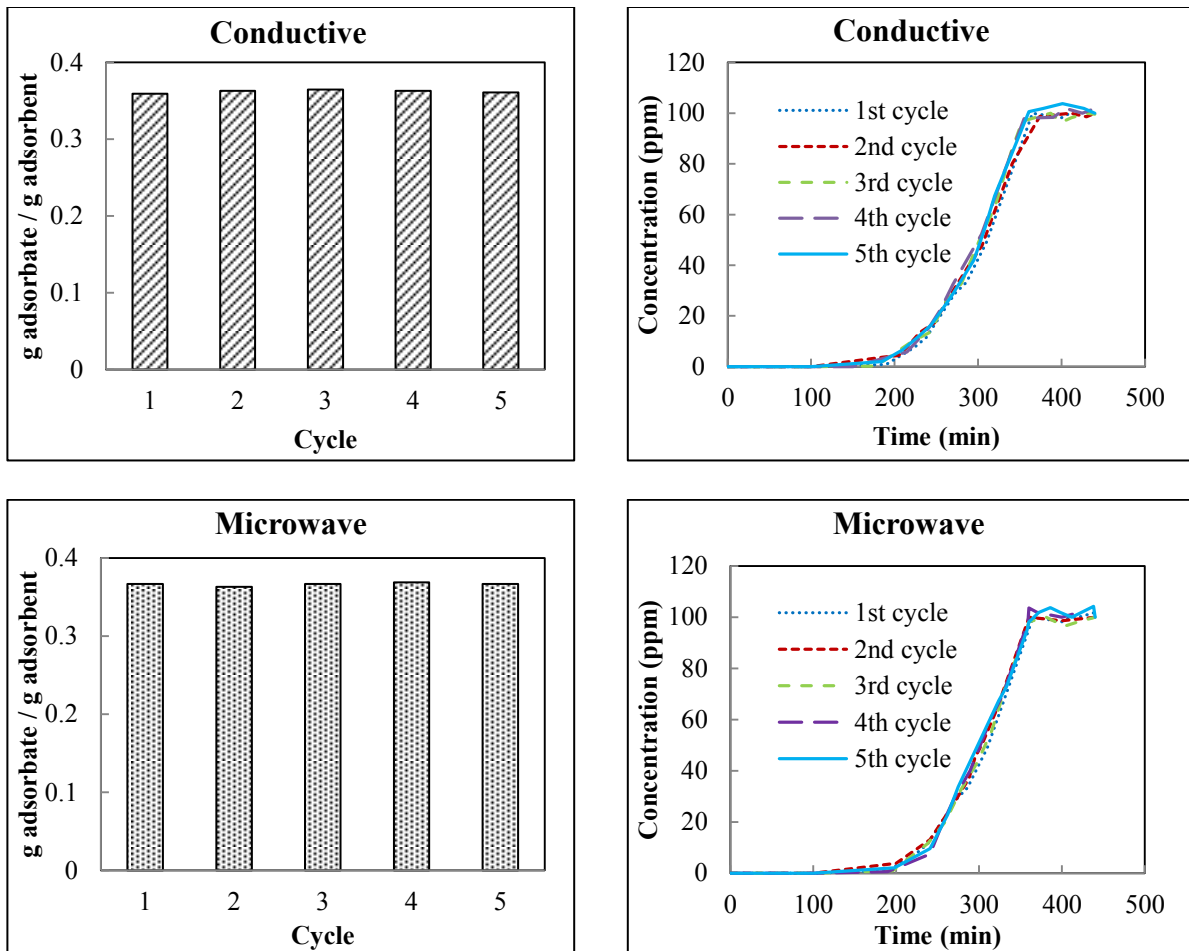 Conductive
g adsorbate / g adsorbent
0.4
0.3
0.2
0.1
0
1 2 3 4 5
Cycle
Conductive
Concentration (ppm)
120
100
80
60
40
20
0
1st cycle
2nd cycle
3rd cycle
4th cycle
5th cycle
0 100 200 300 400 500
Time (min)
Microwave
g adsorbate / g adsorbent
0.4
0.3
0.2
0.1
0
1 2 3 4 5
Cycle
Microwave
Concentration (ppm)
120
100
80
60
40
20
0
1st cycle
2nd cycle
3rd cycle
4th cycle
5th cycle
0 100 200 300 400 500
Time (min)